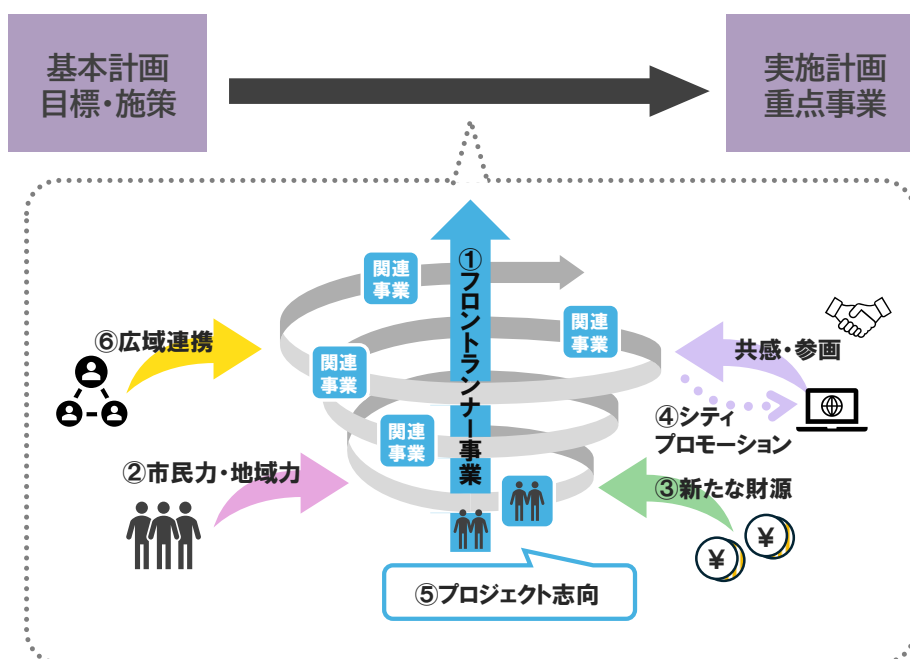 基本計画
目標・施策
実施計画
重点事業
①フロントランナー事業
関連
事業
関連
事業
関連
事業
関連
事業
⑥広域連携
共感・参画
④シティ
プロモーション
②市民力・地域力
③新たな財源
¥
¥
⑤プロジェクト志向